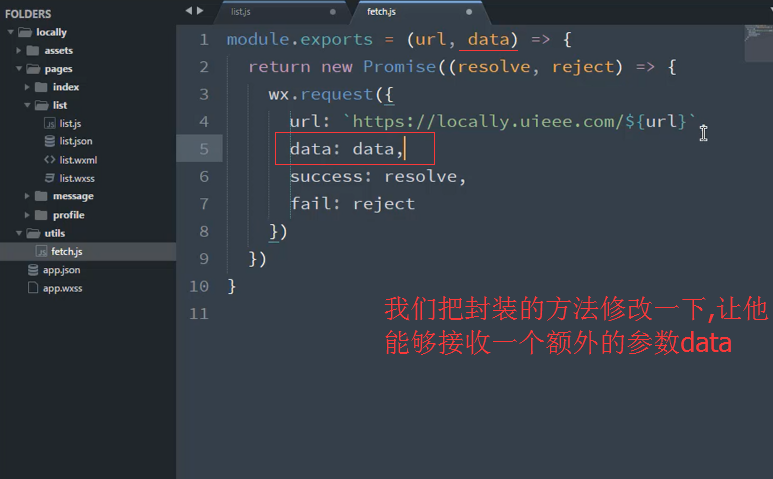 FOLDERS
locally
assets
pages
index
list
list.js
list.json
list.wxml
list.wxss
message
profile
utils
fetch.js
app.json
app.wxss
list.js
fetch.js
1 module.exports = (url, data) => {
2 return new Promise((resolve, reject) => {
3 wx.request({
4 url: `https://locally.uieee.com/${url}`
5 data: data,
6 success: resolve,
7 fail: reject
8 })
9 })
10 }
11
我们把封装的方法修改一下,让他
能够接收一个额外的参数data